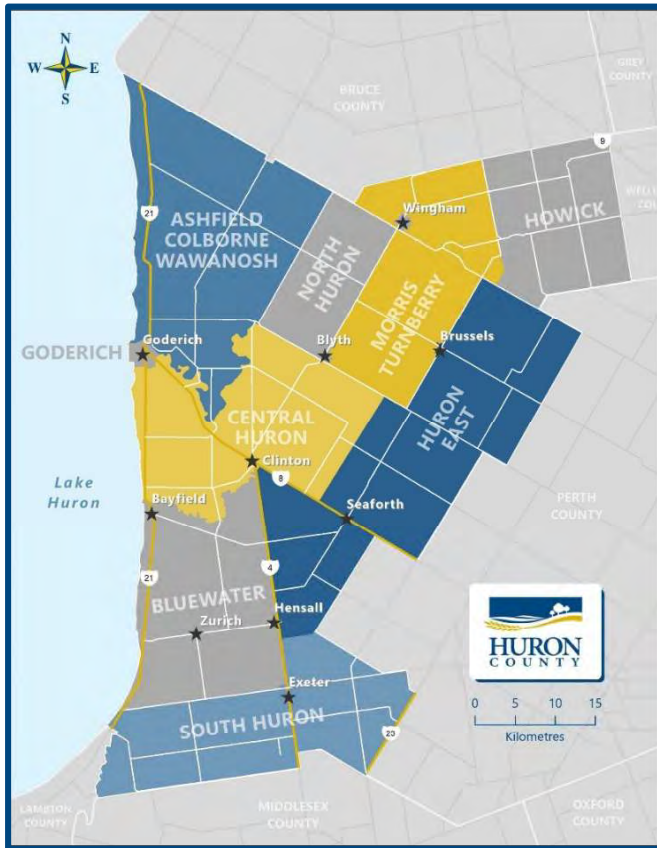 N
W E
S
BRUCE
COUNTY
GREY
COUNTY
9
Wingham
HOWICK
21
ASHFIELD
COLBORNE
WAWANOSH
NORTH
HURON
MORRIS
TURNBERRY
GODERICH
Goderich
Blyth
Brussels
CENTRAL
HURON
HURON
EAST
Clinton
8
Lake
Huron
Bayfield
Seaforth
PERTH
COUNTY
4
21
BLUEWATER
Hensall
Zurich
HURON
COUNTY
Exeter
SOUTH HURON
23
0 5 10 15
Kilometres
LAMBTON
COUNTY
MIDDLESEX
COUNTY
OXFORD
COUNTY